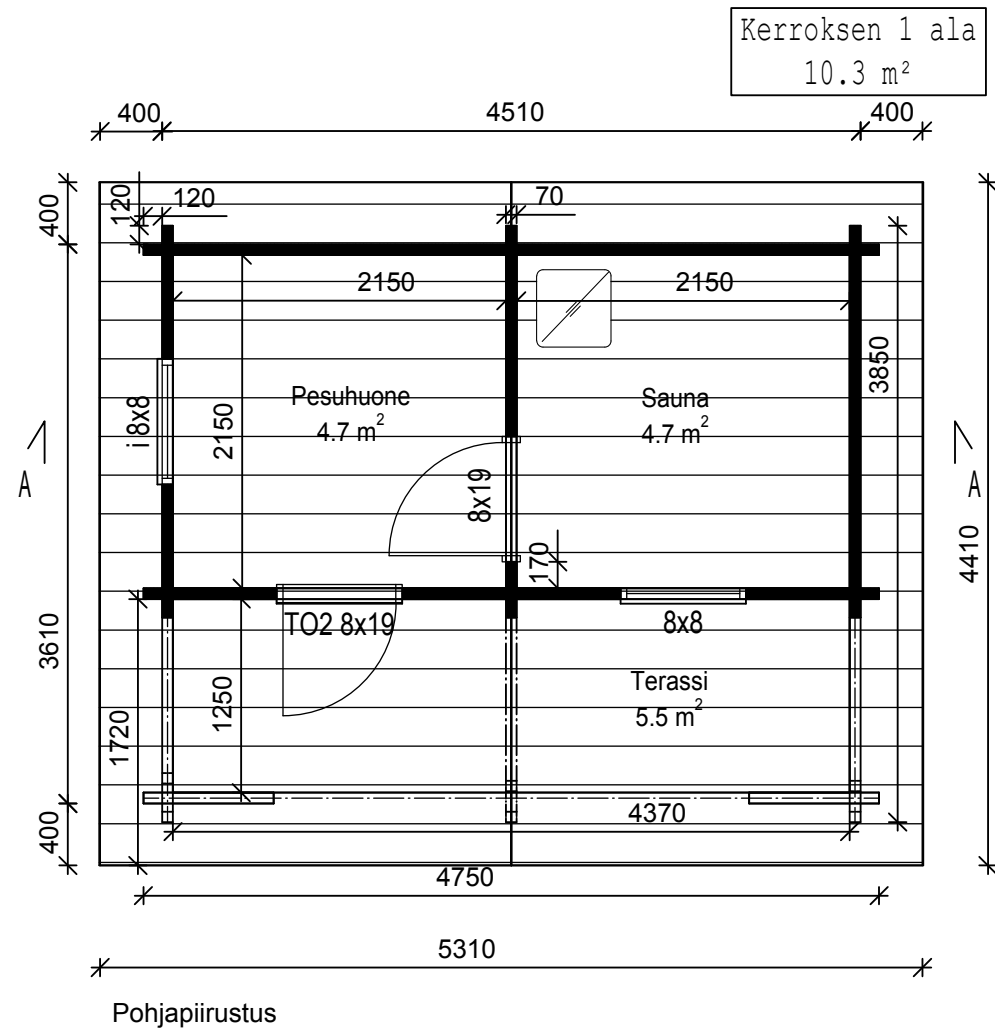 Kerroksen 1 ala
10.3 m²
400
4510
400
400
120
120
70
2150
2150
3850
i 8x8
2150
Pesuhuone
4.7 m²
Sauna
4.7 m²
A
A
8x19
170
4410
TO2 8x19
8x8
3610
1720
1250
Terassi
5.5 m²
400
4370
4750
5310
Pohjapiirustus